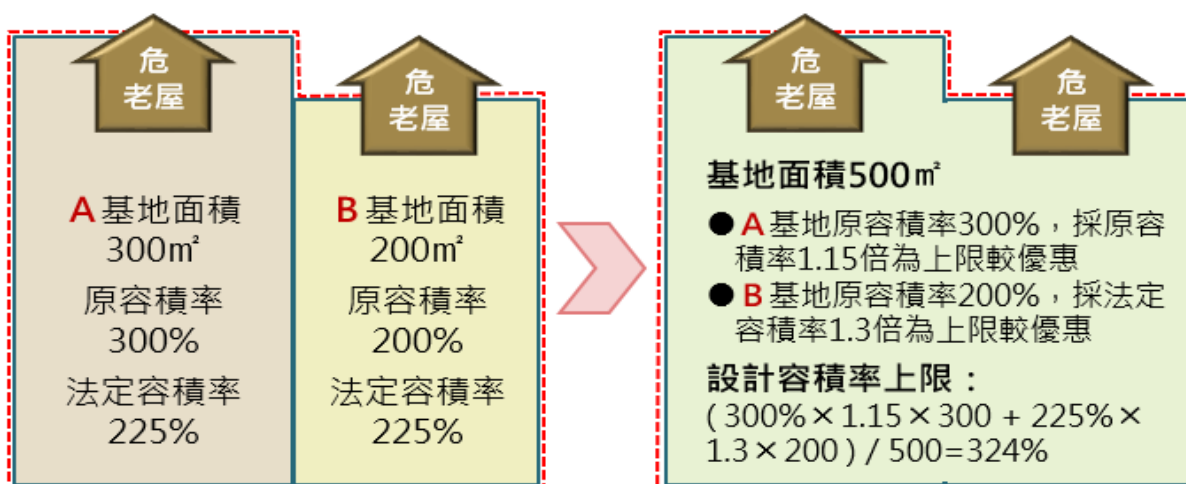 危
老屋
A 基地面積
300㎡
原容積率
300%
法定容積率
225%
危
老屋
B 基地面積
200㎡
原容積率
200%
法定容積率
225%
危
老屋
危
老屋
基地面積500㎡
●A基地原容積率300%，採原容
積率1.15倍為上限較優惠
●B基地原容積率200%，採法定
容積率1.3倍為上限較優惠
設計容積率上限：
( 300%×1.15×300 + 225%×
1.3×200 ) / 500=324%